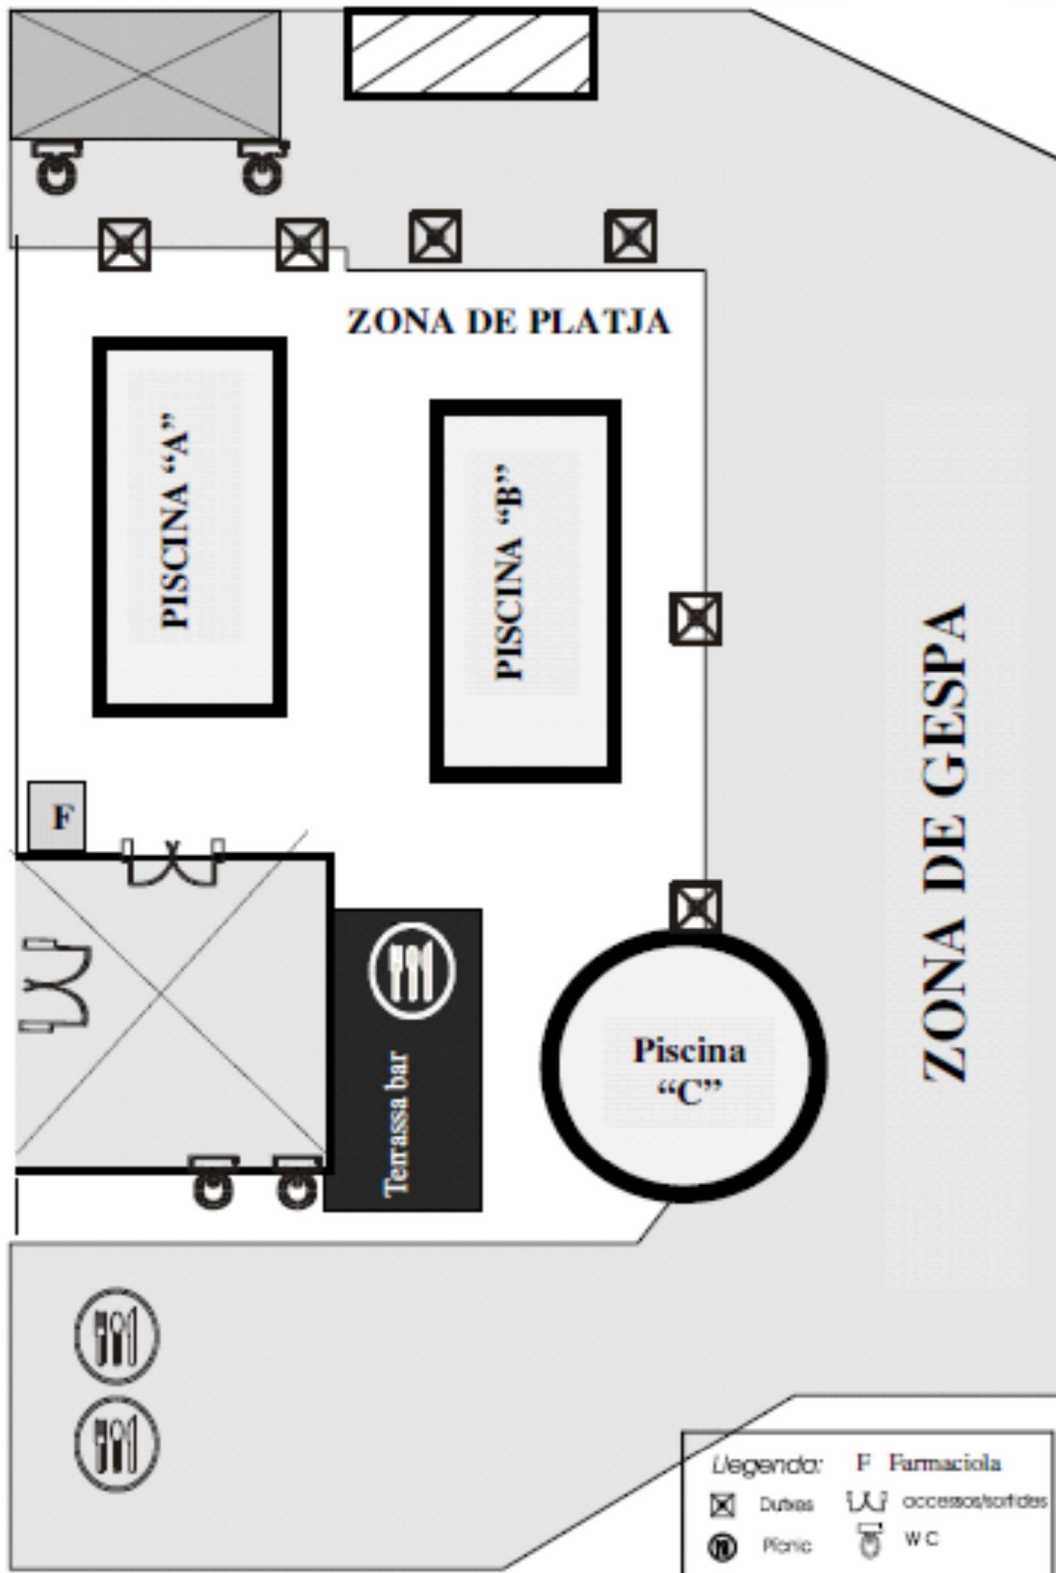 ZONA DE PLATJA
PISCINA “A”
PISCINA “B”
F
ZONA DE GESPA
Terrassa bar
Piscina
“C”
Llegenda:
F Farmaciola
Dutxes
accessos/sortides
Pícnic
WC